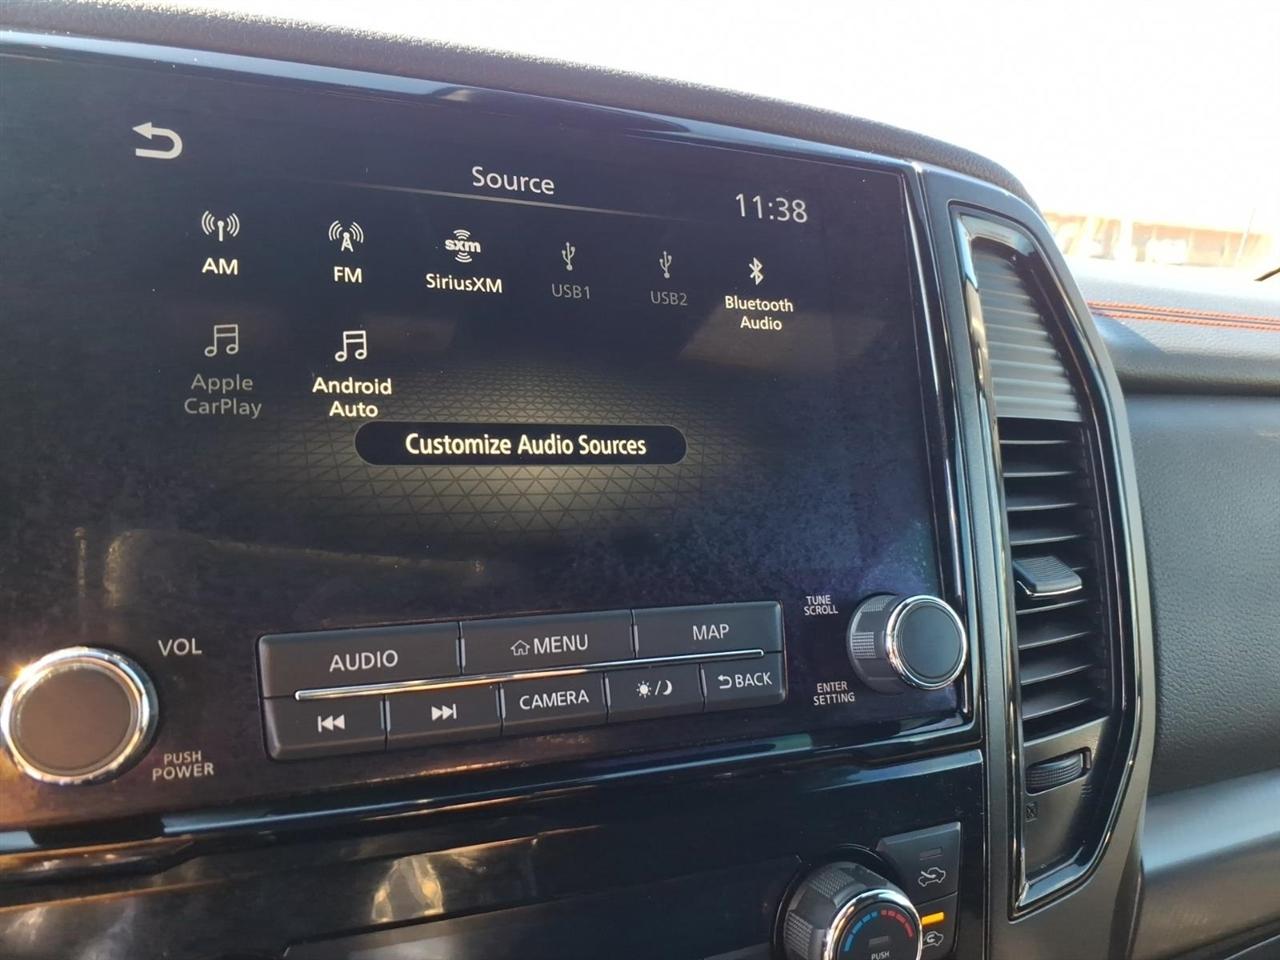 Source
11:38
AM
FM
sxm
SiriusXM
USB1
USB2
Bluetooth
Audio
Apple
CarPlay
Android
Auto
Customize Audio Sources
VOL
PUSH
POWER
AUDIO
MENU
MAP
CAMERA
BACK
TUNE
SCROLL
ENTER
SETTING
PUSH